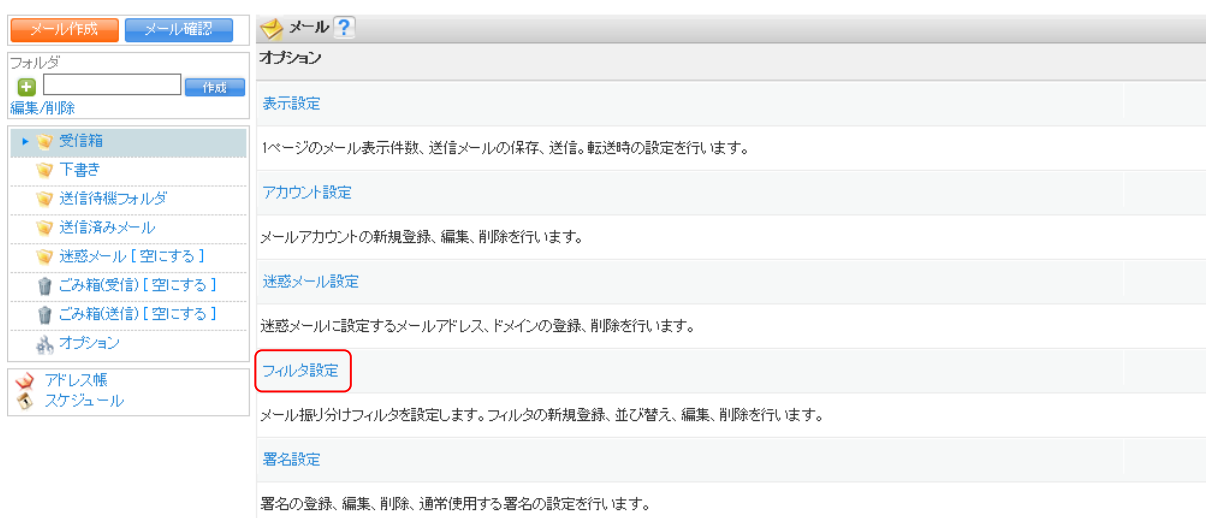 メール作成 メール確認
フォルダ
作成
編集/削除
受信箱
下書き
送信待機フォルダ
送信済みメール
迷惑メール [ 空にする ]
ごみ箱(受信) [ 空にする ]
ごみ箱(送信) [ 空にする ]
オプション
アドレス帳
スケジュール
メール ?
オプション
表示設定
1ページのメール表示件数、送信メールの保存、送信。転送時の設定を行います。
アカウント設定
メールアカウントの新規登録、編集、削除を行います。
迷惑メール設定
迷惑メールに設定するメールアドレス、ドメインの登録、削除を行います。
フィルタ設定
メール振り分けフィルタを設定します。フィルタの新規登録、並び替え、編集、削除を行います。
署名設定
署名の登録、編集、削除、通常使用する署名の設定を行います。